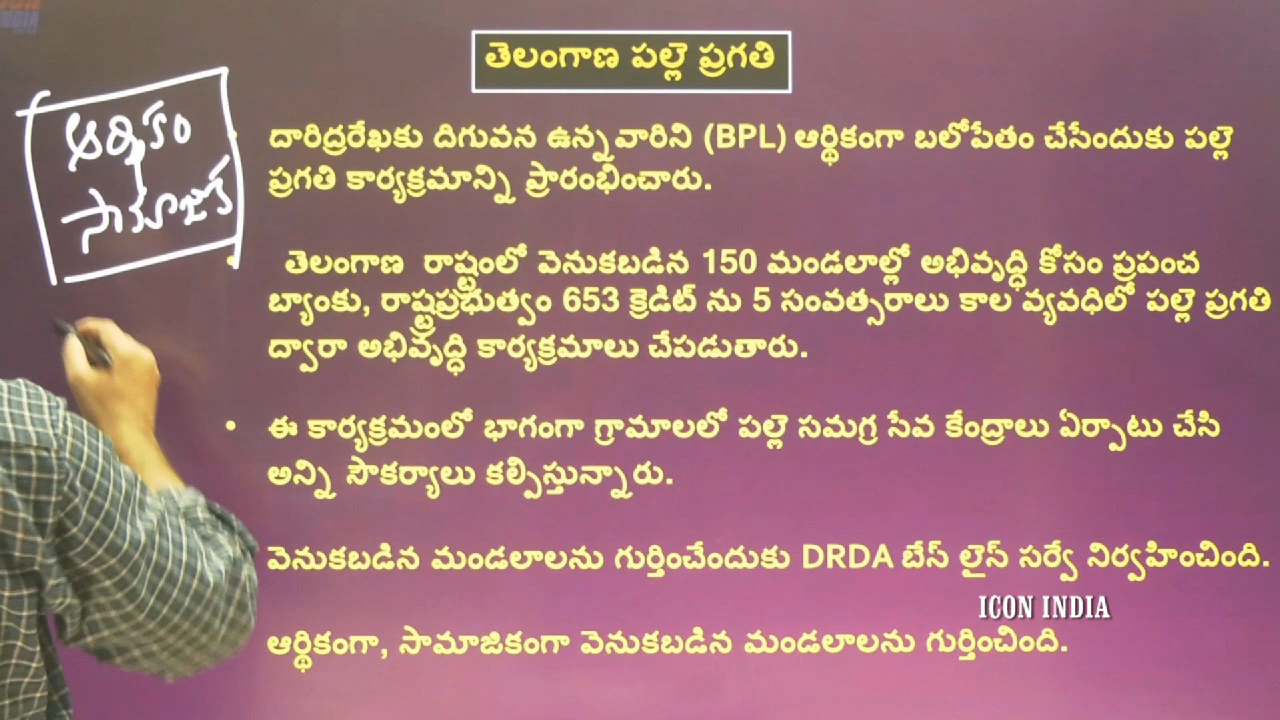 తెలంగాణ పల్లె ప్రగతి
ఆర్థికం
సామాజిక
దారిద్రరేఖకు దిగువన ఉన్నవారిని (BPL) ఆర్థికంగా బలోపేతం చేసేందుకు పల్లె
ప్రగతి కార్యక్రమాన్ని ప్రారంభించారు.
తెలంగాణ రాష్ట్రంలో వెనుకబడిన 150 మండలాల్లో అభివృద్ధి కోసం ప్రపంచ
బ్యాంకు, రాష్ట్రప్రభుత్వం 653 క్రెడిట్ ను 5 సంవత్సరాలు కాల వ్యవధిలో పల్లె ప్రగతి
ద్వారా అభివృద్ధి కార్యక్రమాలు చేపడుతారు.
• ఈ కార్యక్రమంలో భాగంగా గ్రామాలలో పల్లె సమగ్ర సేవ కేంద్రాలు ఏర్పాటు చేసి
అన్ని సౌకర్యాలు కల్పిస్తున్నారు.
వెనుకబడిన మండలాలను గుర్తించేందుకు DRDA బేస్ లైస్ సర్వే నిర్వహించింది.
ICON INDIA
ఆర్థికంగా, సామాజికంగా వెనుకబడిన మండలాలను గుర్తించింది.